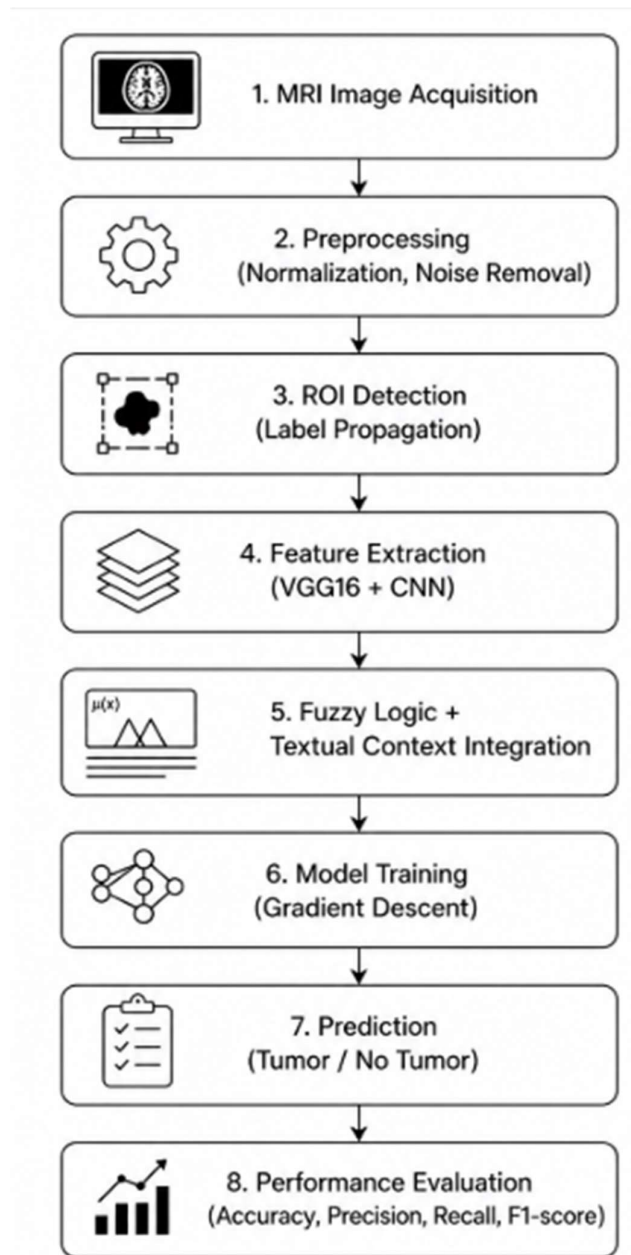 1. MRI Image Acquisition
2. Preprocessing
(Normalization, Noise Removal)
3. ROI Detection
(Label Propagation)
4. Feature Extraction
(VGG16 + CNN)
μ(x)
5. Fuzzy Logic +
Textual Context Integration
6. Model Training
(Gradient Descent)
7. Prediction
(Tumor / No Tumor)
8. Performance Evaluation
(Accuracy, Precision, Recall, F1-score)